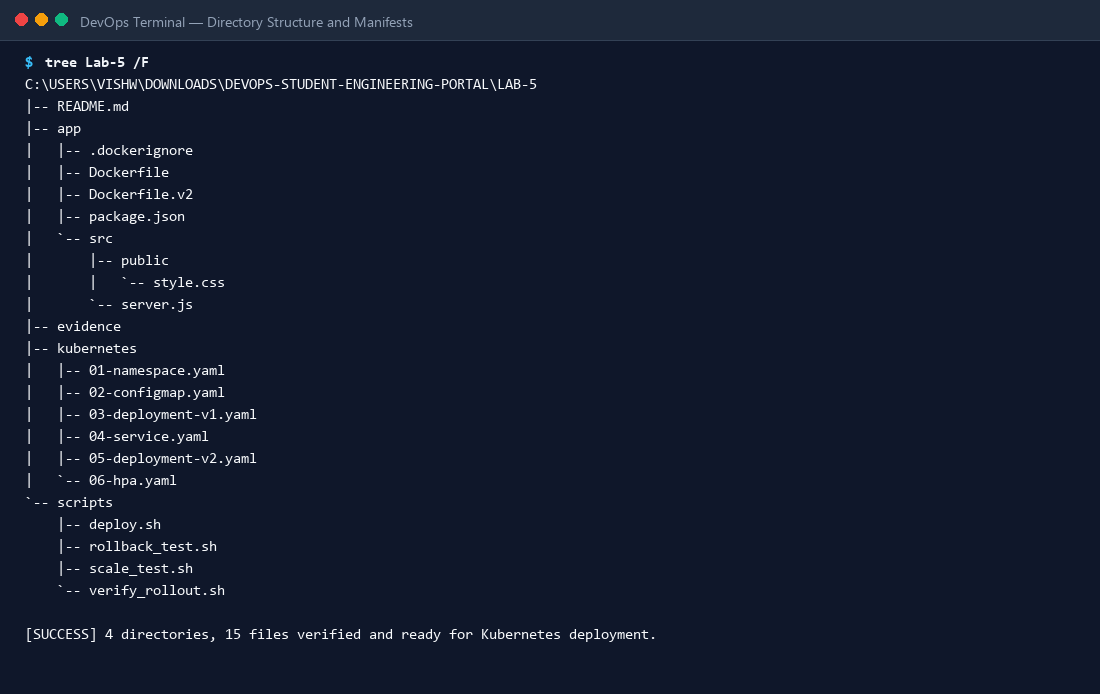 DevOps Terminal — Directory Structure and Manifests
$ tree Lab-5 /F
C:\USERS\VISHW\DOWNLOADS\DEVOPS-STUDENT-ENGINEERING-PORTAL\LAB-5
|-- README.md
|-- app
|   |-- .dockerignore
|   |-- Dockerfile
|   |-- Dockerfile.v2
|   |-- package.json
|   `-- src
|       |-- public
|       |   `-- style.css
|       `-- server.js
|-- evidence
|-- kubernetes
|   |-- 01-namespace.yaml
|   |-- 02-configmap.yaml
|   |-- 03-deployment-v1.yaml
|   |-- 04-service.yaml
|   |-- 05-deployment-v2.yaml
|   `-- 06-hpa.yaml
`-- scripts
    |-- deploy.sh
    |-- rollback_test.sh
    |-- scale_test.sh
    `-- verify_rollout.sh
[SUCCESS] 4 directories, 15 files verified and ready for Kubernetes deployment.